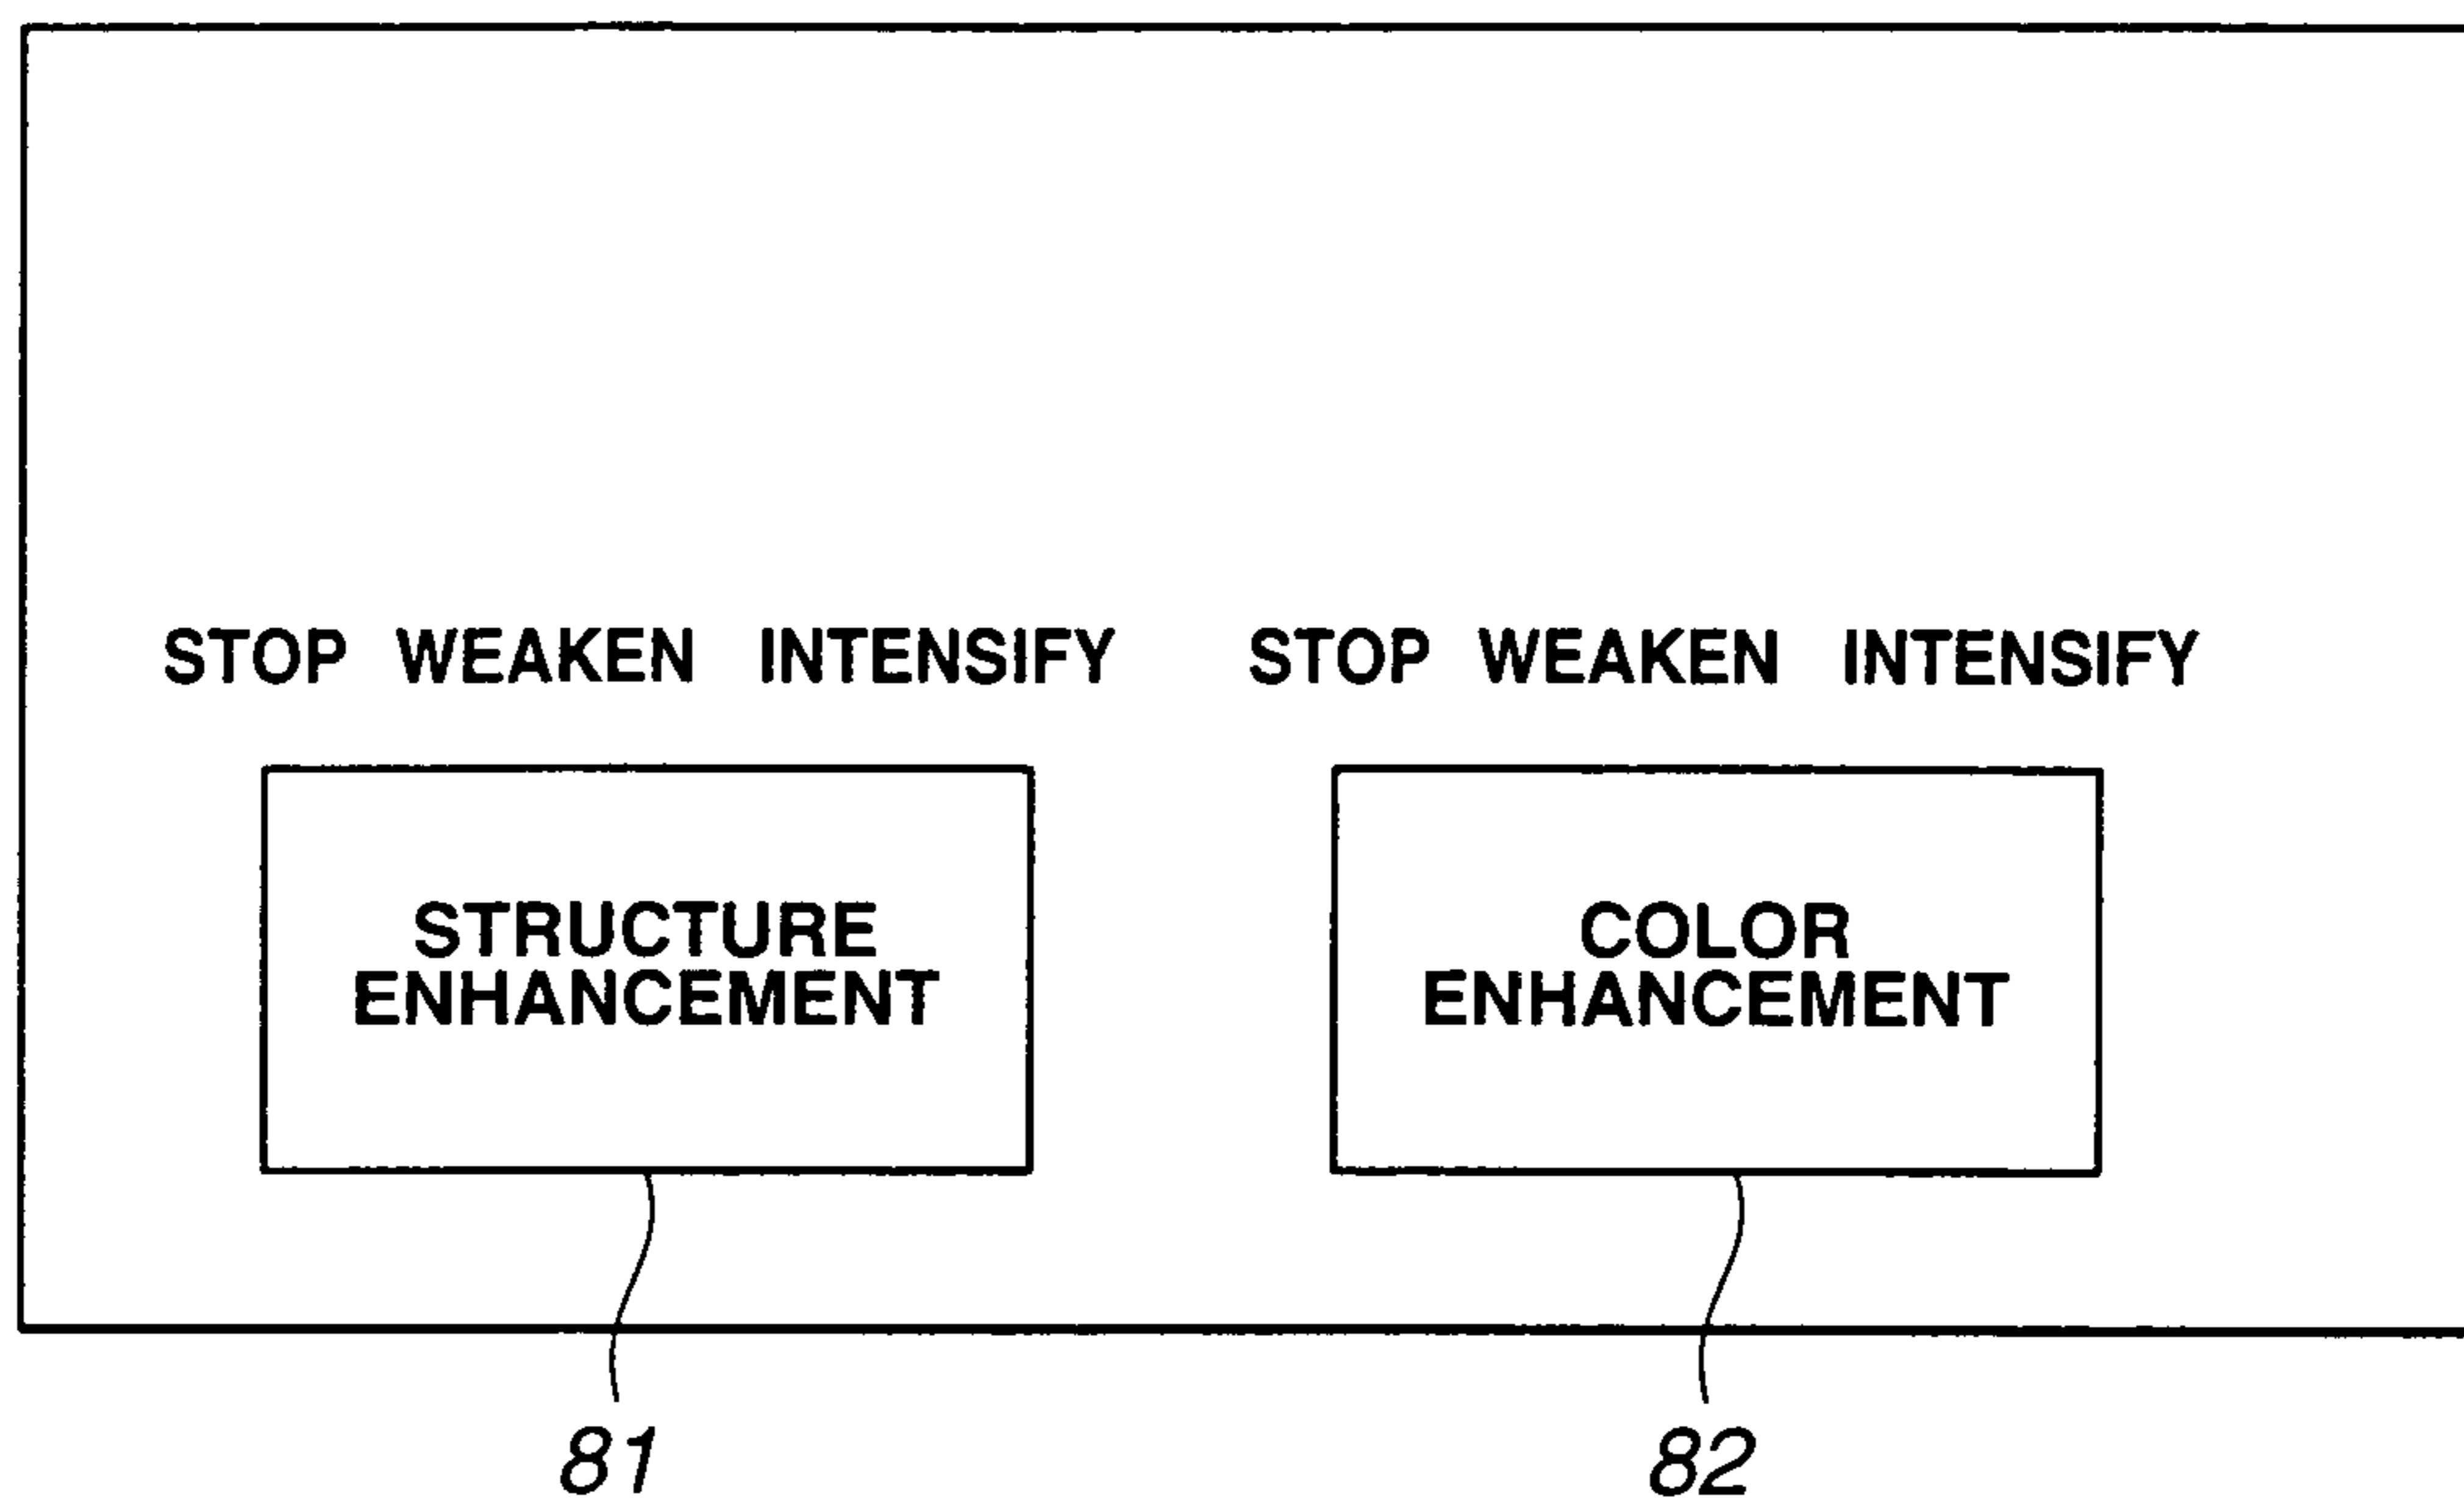 STOP WEAKEN INTENSIFY STOP WEAKEN INTENSIFY
STRUCTURE
ENHANCEMENT
COLOR
ENHANCEMENT
81
82